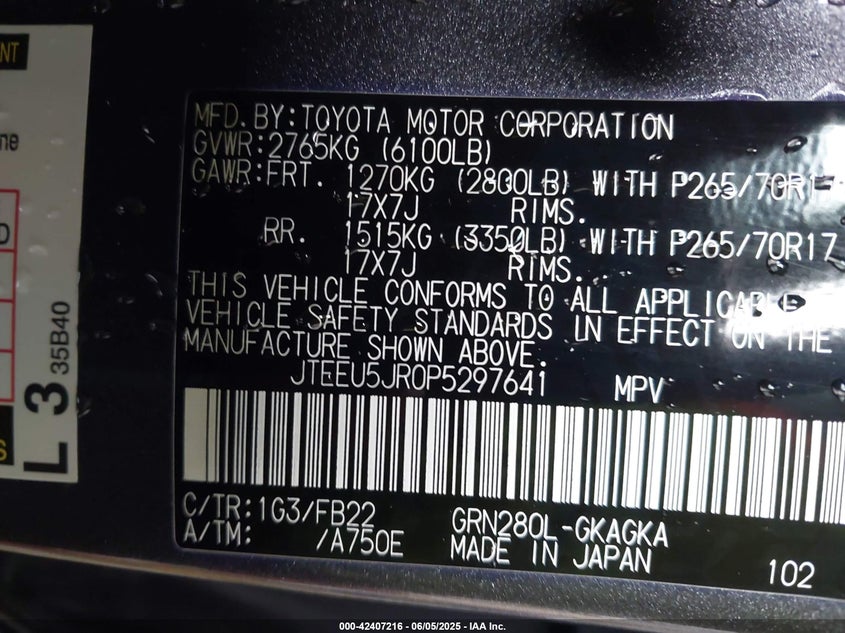 NT
ne
D
L 3
35B40
S
MFD. BY:TOYOTA MOTOR CORPORATION
GVWR:2765KG (6100LB)
GAWR:FRT. 1270KG (2800LB) WITH P265/70R17
17X7J RIMS.
RR. 1515KG (3350LB) WITH P265/70R17
17X7J RIMS.
THIS VEHICLE CONFORMS TO ALL APPLICABLE
VEHICLE SAFETY STANDARDS IN EFFECT ON THE
MANUFACTURE SHOWN ABOVE.
JTEEU5JR0P5297641 MPV
C/TR:1G3/FB22 GRN280L-GKAGKA
A/TM: /A750E MADE IN JAPAN
102
000-42407216 - 06/05/2025 - IAA Inc.